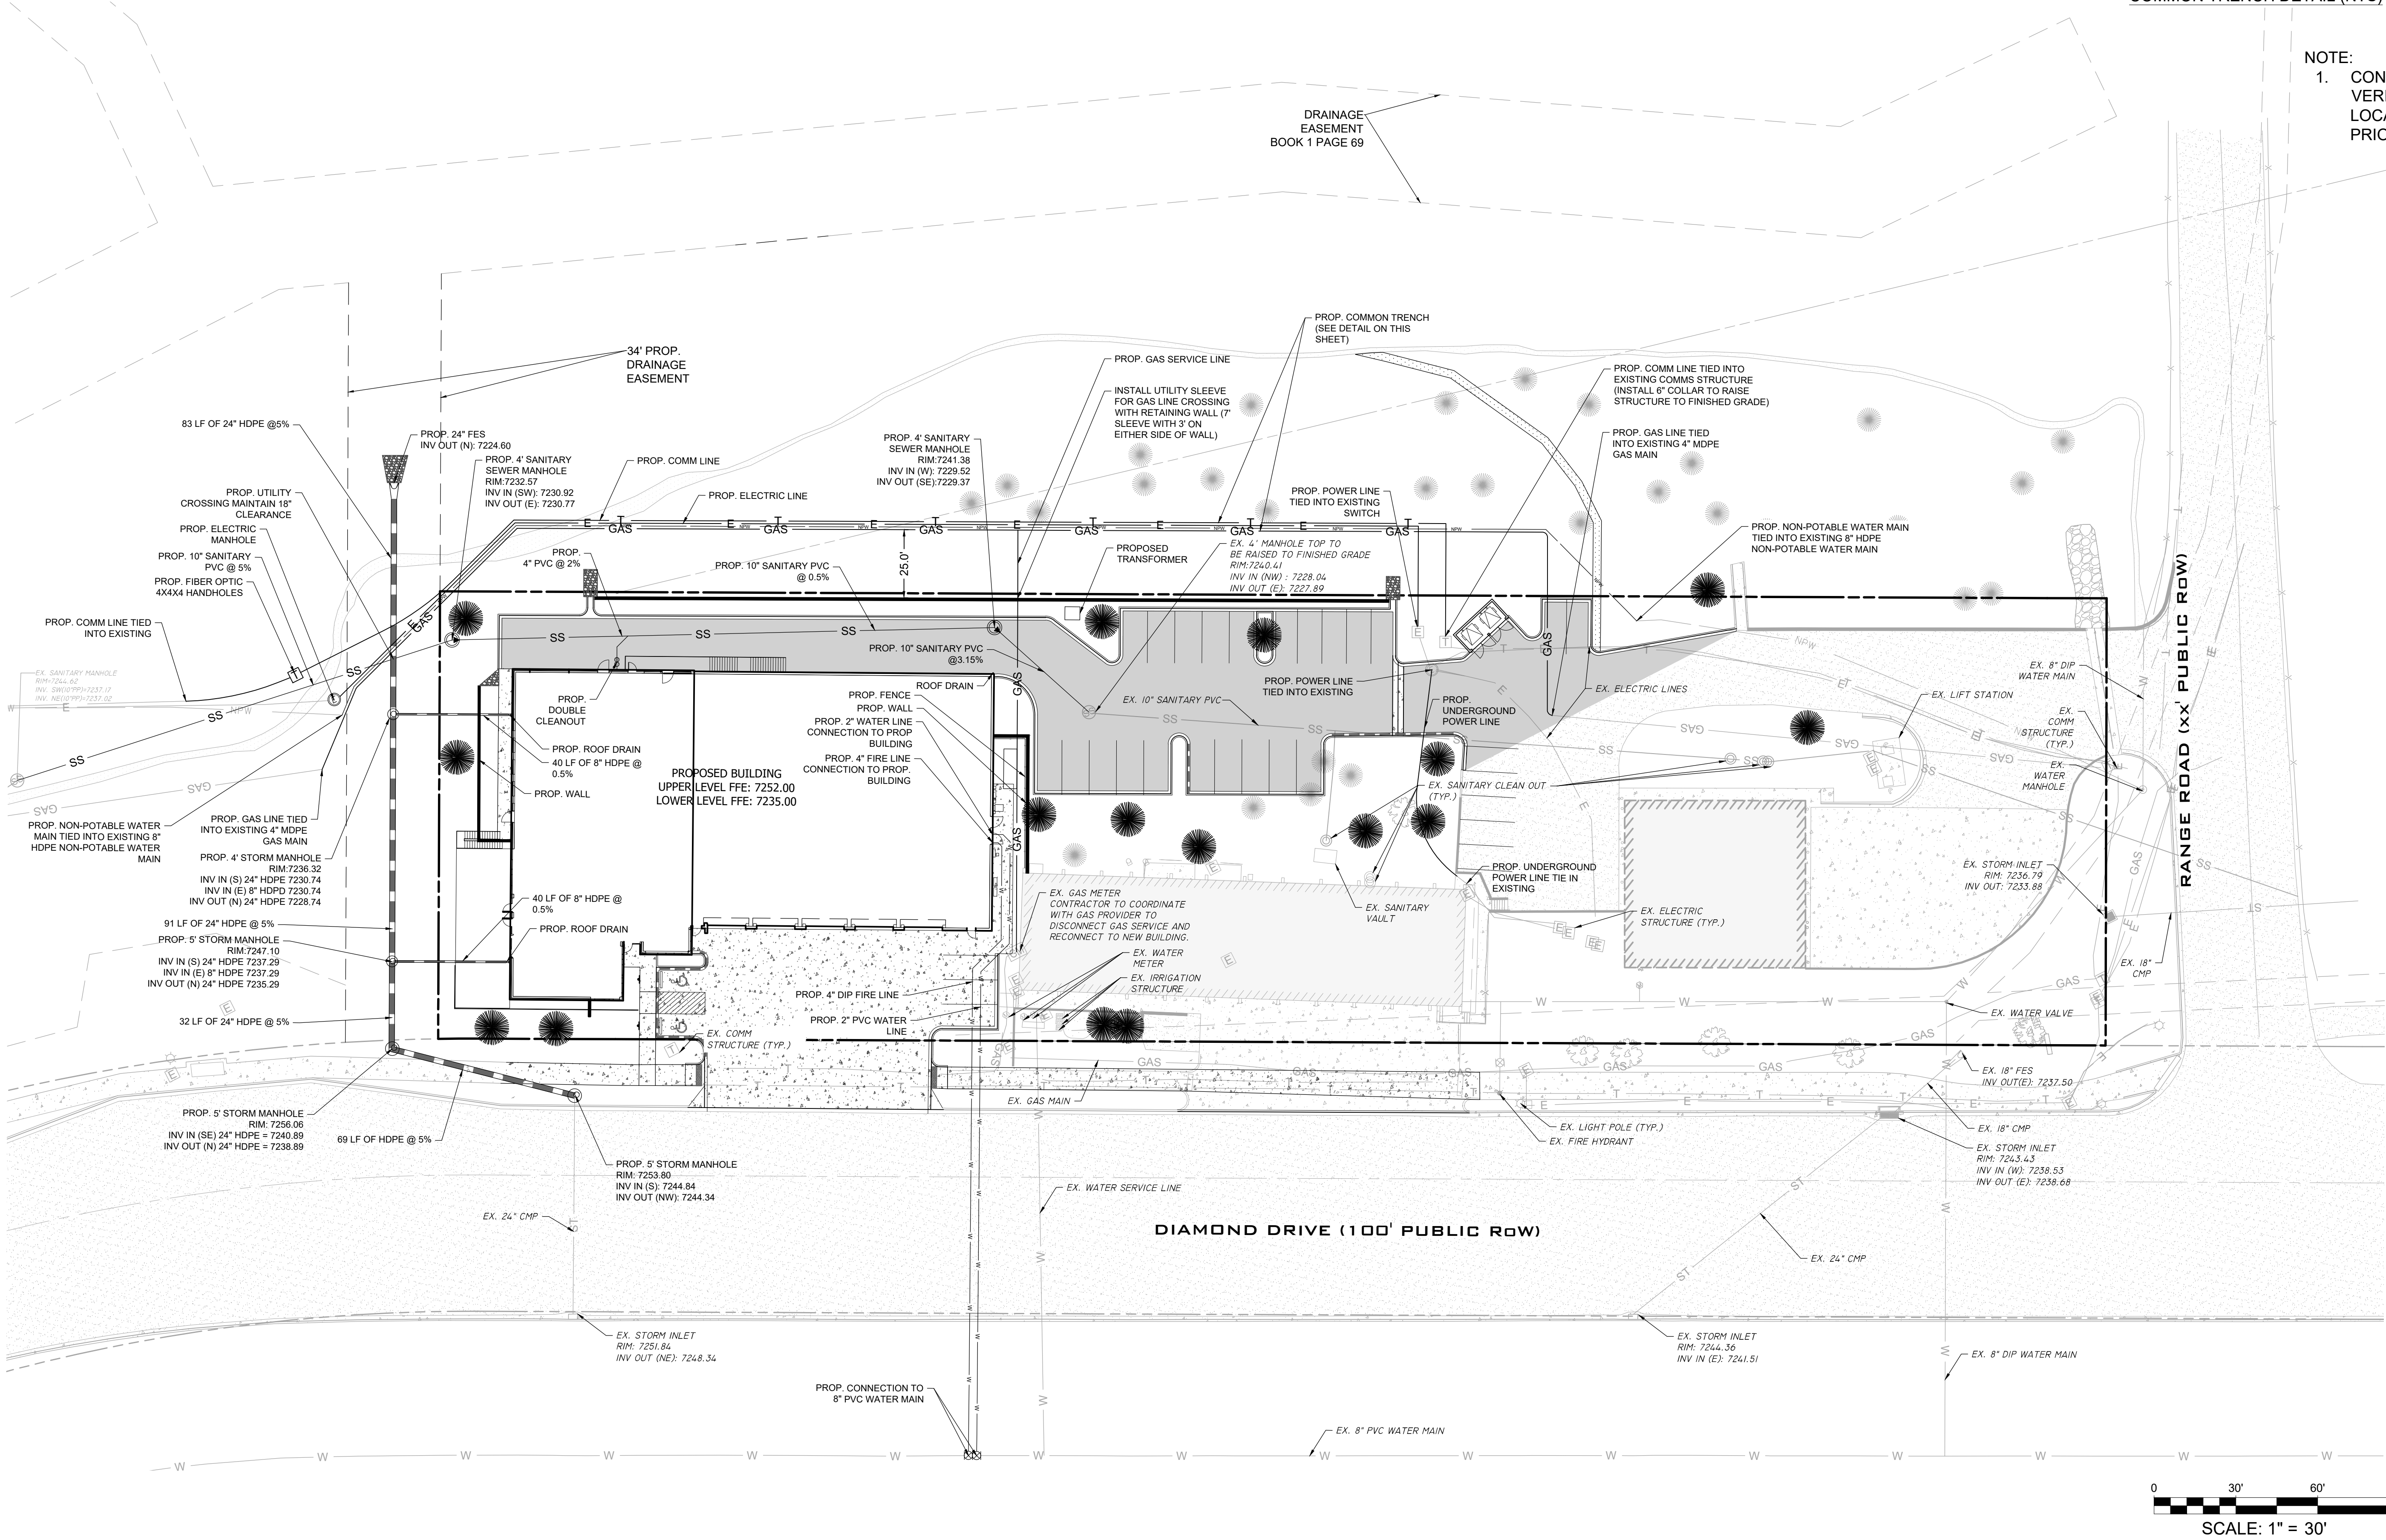 COMMON TRENCH DETAIL (NTS)
NOTE:
1. CON
VERI
LOCA
PRIO
DRAINAGE
EASEMENT
BOOK 1 PAGE 69
34' PROP.
DRAINAGE
EASEMENT
PROP. COMMON TRENCH
(SEE DETAIL ON THIS
SHEET)
PROP. GAS SERVICE LINE
INSTALL UTILITY SLEEVE
FOR GAS LINE CROSSING
WITH RETAINING WALL (7'
SLEEVE WITH 3' ON
EITHER SIDE OF WALL)
PROP. COMM LINE TIED INTO
EXISTING COMMS STRUCTURE
(INSTALL 6" COLLAR TO RAISE
STRUCTURE TO FINISHED GRADE)
PROP. GAS LINE TIED
INTO EXISTING 4" MDPE
GAS MAIN
83 LF OF 24" HDPE @5%
PROP. 24" FES
INV OUT (N): 7224.60
PROP. 4' SANITARY
SEWER MANHOLE
RIM:7232.57
INV IN (SW): 7230.92
INV OUT (E): 7230.77
PROP. COMM LINE
PROP. ELECTRIC LINE
PROP. 4' SANITARY
SEWER MANHOLE
RIM:7241.38
INV IN (W): 7229.52
INV OUT (SE):7229.37
PROP. POWER LINE
TIED INTO EXISTING
SWITCH
PROP. UTILITY
CROSSING MAINTAIN 18"
CLEARANCE
PROP. ELECTRIC
MANHOLE
PROP. 10" SANITARY
PVC @ 5%
PROP. FIBER OPTIC
4X4X4 HANDHOLES
PROP. COMM LINE TIED
INTO EXISTING
PROP.
4" PVC @ 2%
PROP. 10" SANITARY PVC
@ 0.5%
25.0'
PROPOSED
TRANSFORMER
EX. 4' MANHOLE TOP TO
BE RAISED TO FINISHED GRADE
RIM:7240.41
INV IN (NW) : 7228.04
INV OUT (E): 7227.89
PROP. NON-POTABLE WATER MAIN
TIED INTO EXISTING 8" HDPE
NON-POTABLE WATER MAIN
EX. SANITARY MANHOLE
RIM=7244.62
INV. SW(10"PP)=7237.17
INV. NE(10"PP)=7237.02
PROP. 10" SANITARY PVC
@3.15%
ROOF DRAIN
PROP. FENCE
PROP. WALL
PROP. 2" WATER LINE
CONNECTION TO PROP
BUILDING
PROP. 4" FIRE LINE
CONNECTION TO PROP.
BUILDING
PROP.
DOUBLE
CLEANOUT
PROP. ROOF DRAIN
40 LF OF 8" HDPE @
0.5%
PROP. WALL
PROPOSED BUILDING
UPPER LEVEL FFE: 7252.00
LOWER LEVEL FFE: 7235.00
EX. 10" SANITARY PVC
PROP. POWER LINE
TIED INTO EXISTING
PROP.
UNDERGROUND
POWER LINE
EX. ELECTRIC LINES
EX. LIFT STATION
EX. 8" DIP
WATER MAIN
EX.
COMM
STRUCTURE
(TYP.)
EX.
WATER
MANHOLE
RANGE ROAD (XX' PUBLIC ROW)
PROP. NON-POTABLE WATER
MAIN TIED INTO EXISTING 8"
HDPE NON-POTABLE WATER
MAIN
PROP. GAS LINE TIED
INTO EXISTING 4" MDPE
GAS MAIN
PROP. 4' STORM MANHOLE
RIM:7236.32
INV IN (S) 24" HDPE 7230.74
INV IN (E) 8" HDPD 7230.74
INV OUT (N) 24" HDPE 7228.74
91 LF OF 24" HDPE @ 5%
PROP. 5' STORM MANHOLE
RIM:7247.10
INV IN (S) 24" HDPE 7237.29
INV IN (E) 8" HDPE 7237.29
INV OUT (N) 24" HDPE 7235.29
32 LF OF 24" HDPE @ 5%
40 LF OF 8" HDPE @
0.5%
PROP. ROOF DRAIN
EX. SANITARY CLEAN OUT
(TYP.)
EX. SANITARY
VAULT
PROP. UNDERGROUND
POWER LINE TIE IN
EXISTING
EX. ELECTRIC
STRUCTURE (TYP.)
EX. STORM INLET
RIM: 7236.79
INV OUT: 7233.88
EX. 18"
CMP
EX. GAS METER
CONTRACTOR TO COORDINATE
WITH GAS PROVIDER TO
DISCONNECT GAS SERVICE AND
RECONNECT TO NEW BUILDING.
EX. WATER
METER
EX. IRRIGATION
STRUCTURE
PROP. 4" DIP FIRE LINE
PROP. 2" PVC WATER
LINE
EX. COMM
STRUCTURE (TYP.)
EX. GAS MAIN
EX. WATER VALVE
EX. 18" FES
INV OUT(E): 7237.50
EX. LIGHT POLE (TYP.)
EX. FIRE HYDRANT
EX. 18" CMP
EX. STORM INLET
RIM: 7243.43
INV IN (W): 7238.53
INV OUT (E): 7238.68
PROP. 5' STORM MANHOLE
RIM: 7256.06
INV IN (SE) 24" HDPE = 7240.89
INV OUT (N) 24" HDPE = 7238.89
69 LF OF HDPE @ 5%
PROP. 5' STORM MANHOLE
RIM: 7253.80
INV IN (S): 7244.84
INV OUT (NW): 7244.34
EX. 24" CMP
EX. WATER SERVICE LINE
DIAMOND DRIVE (100' PUBLIC ROW)
EX. 24" CMP
EX. STORM INLET
RIM: 7251.84
INV OUT (NE): 7248.34
EX. STORM INLET
RIM: 7244.36
INV IN (E): 7241.51
EX. 8" DIP WATER MAIN
PROP. CONNECTION TO
8" PVC WATER MAIN
EX. 8" PVC WATER MAIN
0 30' 60'
SCALE: 1" = 30'